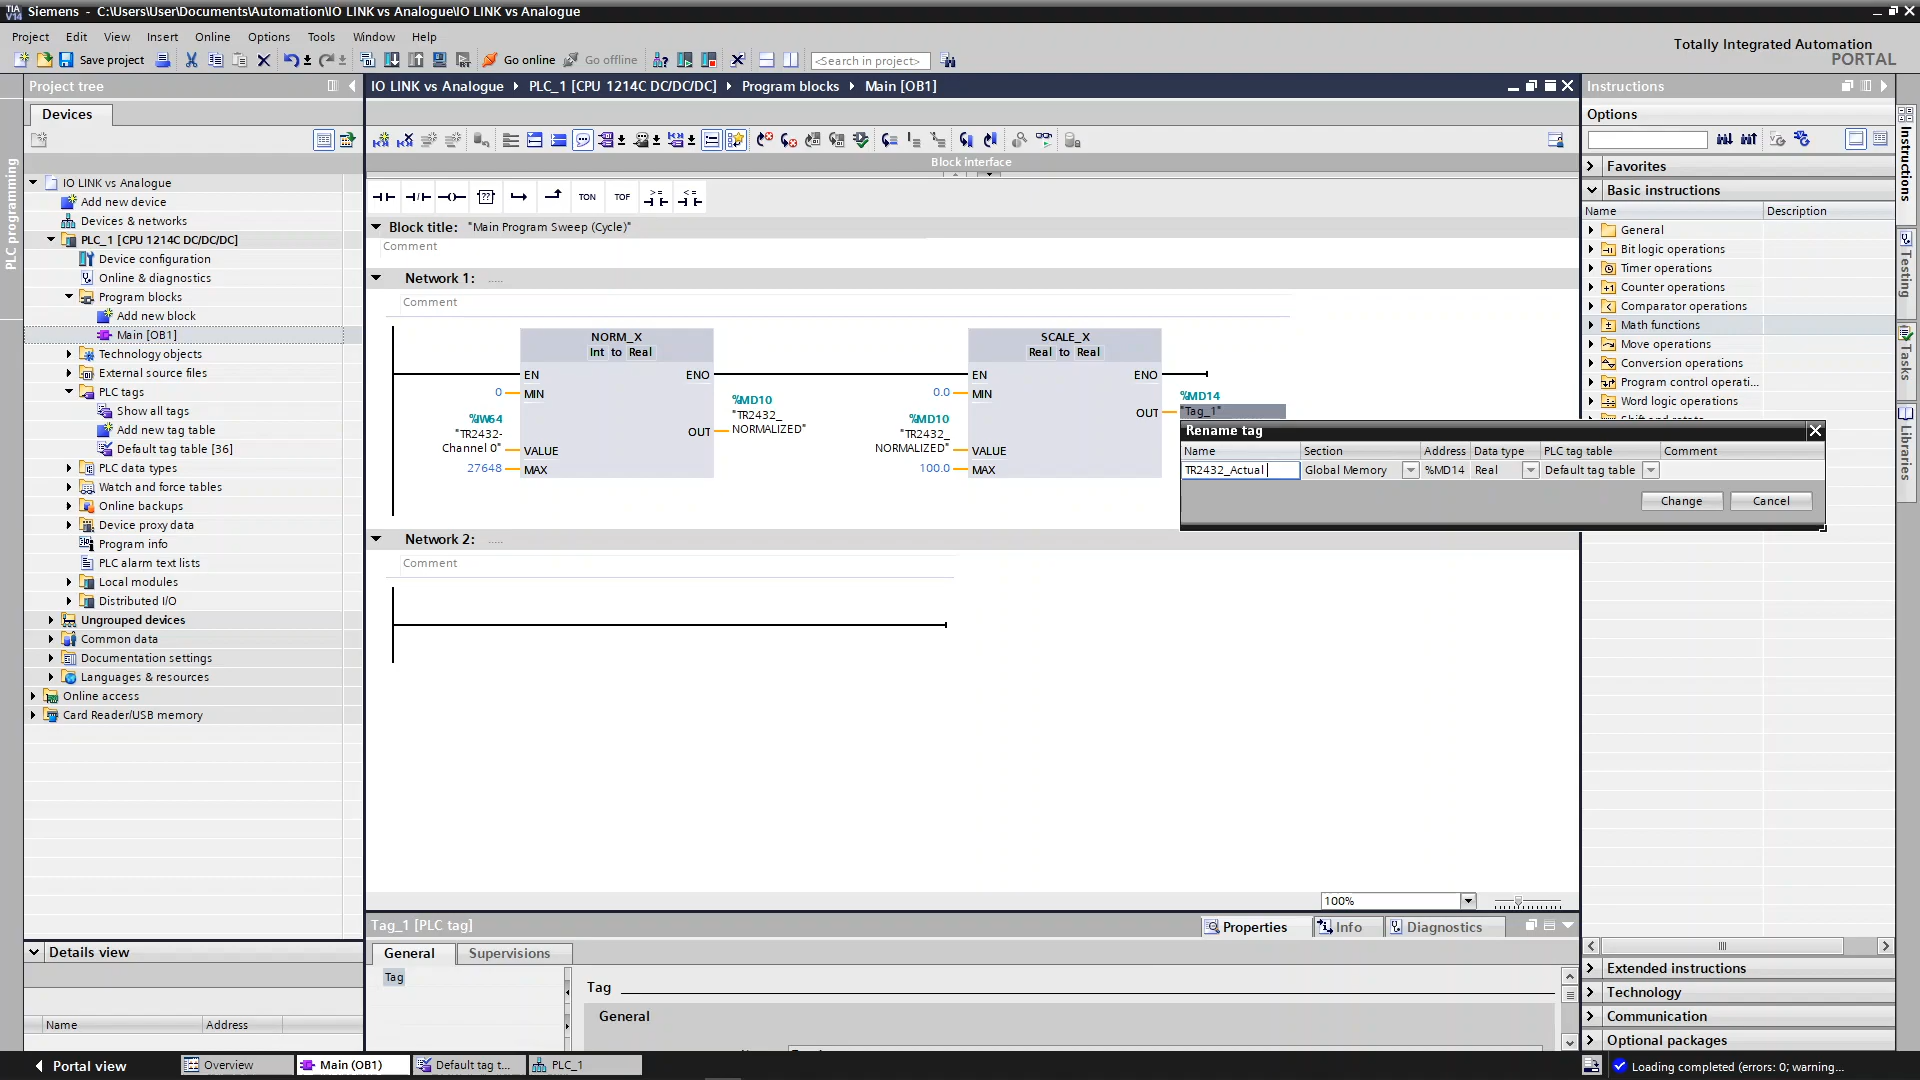 Siemens - C:\Users\User\Documents\Automation\IO LINK vs Analogue\IO LINK vs Analogue
Project Edit View Insert Online Options Tools Window Help
Totally Integrated Automation
PORTAL
Save project
Go online
Go offline
<Search in project>
Project tree
IO LINK vs Analogue PLC_1 [CPU 1214C DC/DC/DC] Program blocks Main [OB1]
Instructions
Devices
Options
PLC programming
Block interface
IO LINK vs Analogue
Add new device
Devices & networks
PLC_1 [CPU 1214C DC/DC/DC]
Device configuration
Online & diagnostics
Program blocks
Add new block
Main [OB1]
Technology objects
External source files
PLC tags
Show all tags
Add new tag table
Default tag table [36]
PLC data types
Watch and force tables
Online backups
Device proxy data
Program info
PLC alarm text lists
Local modules
Distributed I/O
Ungrouped devices
Common data
Documentation settings
Languages & resources
Online access
Card Reader/USB memory
Details view
Name Address
TON TOF
Block title: "Main Program Sweep (Cycle)"
Comment
Network 1: .....
Comment
NORM_X
Int to Real
EN ENO
0 MIN
%IW64
"TR2432-
Channel 0" VALUE
27648 MAX
OUT
%MD10
"TR2432_
NORMALIZED"
SCALE_X
Real to Real
EN ENO
0.0 MIN
%MD10
"TR2432_
NORMALIZED" VALUE
100.0 MAX
OUT
%MD14
"Tag_1"
Rename tag
Name Section Address Data type PLC tag table Comment
TR2432_Actual Global Memory %MD14 Real Default tag table
Change Cancel
Network 2: .....
Comment
100%
Tag_1 [PLC tag]
Properties Info Diagnostics
General Supervisions
Tag
Tag
General
Favorites
Basic instructions
Name Description
General
Bit logic operations
Timer operations
Counter operations
Comparator operations
Math functions
Move operations
Conversion operations
Program control operati...
Word logic operations
Extended instructions
Technology
Communication
Optional packages
Instructions
Testing
Tasks
Libraries
Portal view
Overview
Main (OB1)
Default tag t...
PLC_1
Loading completed (errors: 0; warning...